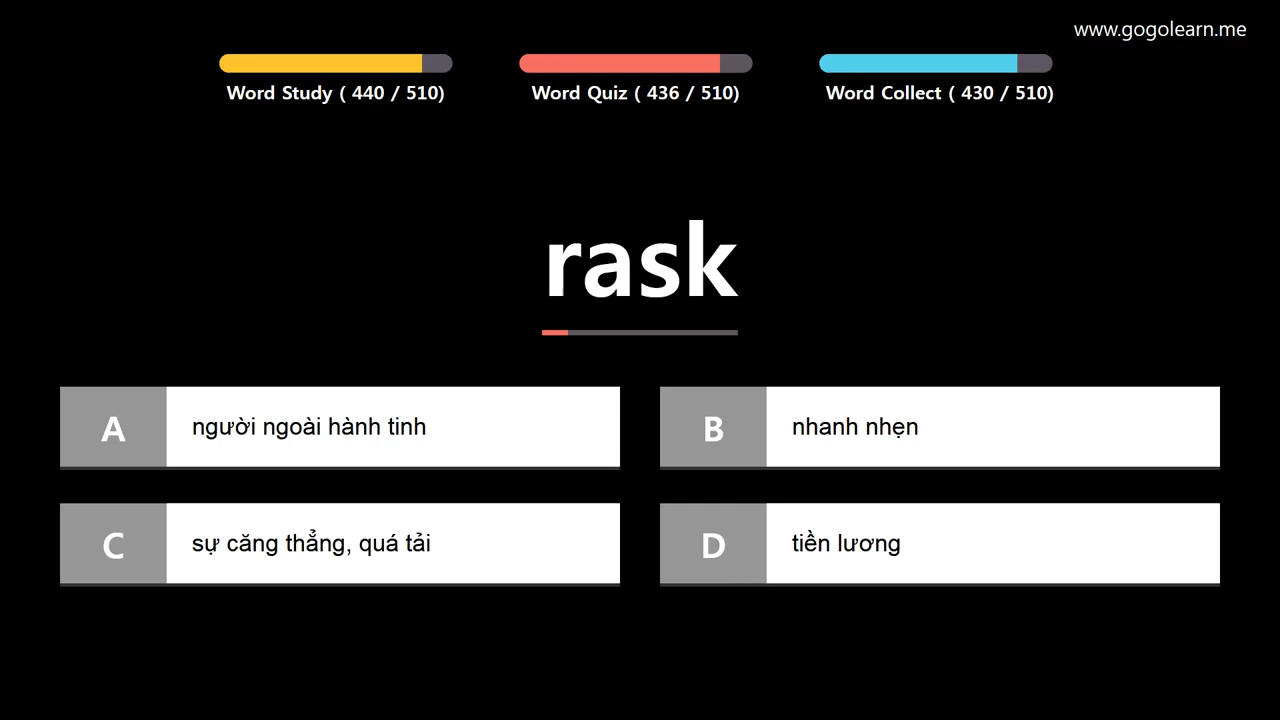 www.gogolearn.me
Word Study ( 440 / 510)
Word Quiz ( 436 / 510)
Word Collect ( 430 / 510)
rask
A
người ngoài hành tinh
B
nhanh nhẹn
C
sự căng thẳng, quá tải
D
tiền lương